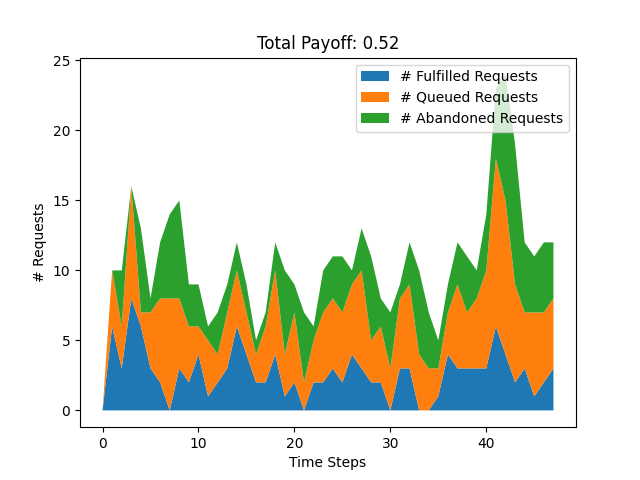 Total Payoff: 0.52
25
20
15
10
5
0
# Requests
# Fulfilled Requests
# Queued Requests
# Abandoned Requests
0 10 20 30 40
Time Steps